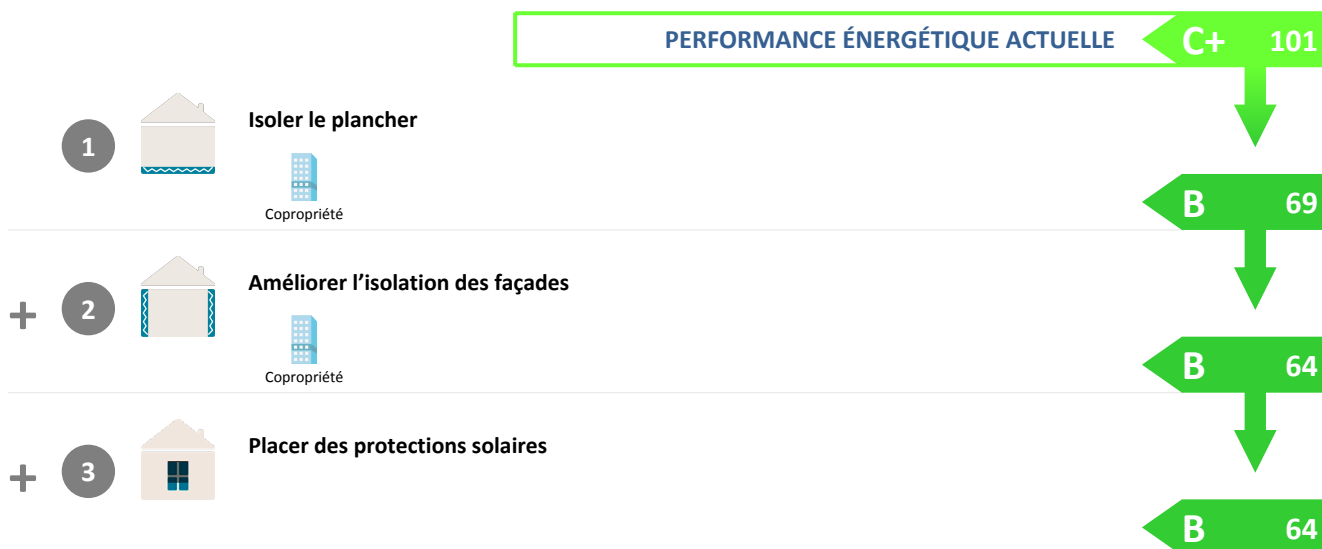 PERFORMANCE ÉNERGÉTIQUE ACTUELLE C+ 101
1 Isoler le plancher
Copropriété
B 69
+ 2 Améliorer l'isolation des façades
Copropriété
B 64
+ 3 Placer des protections solaires
B 64